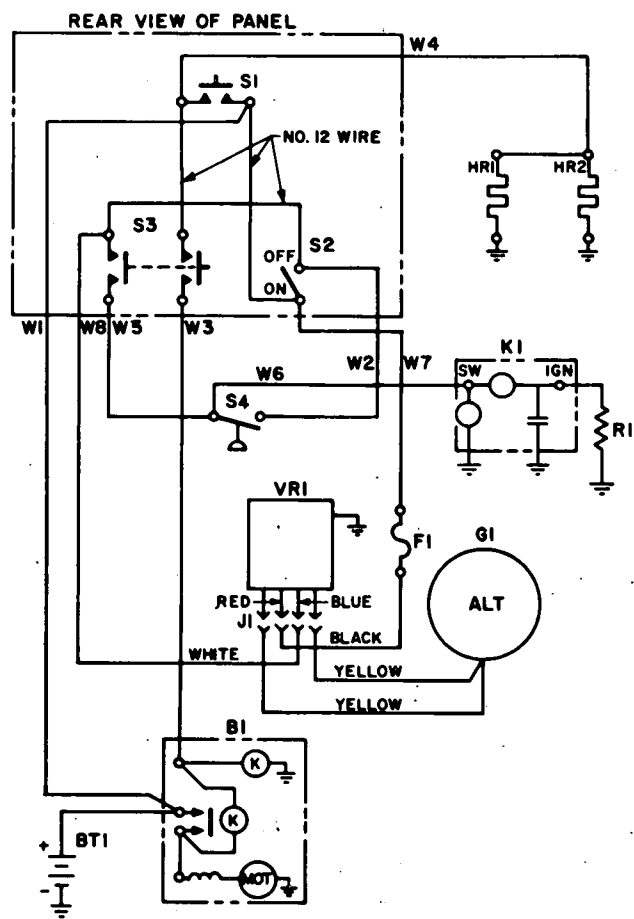 REAR VIEW OF PANEL
W4
S1
NO. 12 WIRE
HR1
HR2
S3
S2
OFF
ON
W1
W8
W5
W3
W2
W7
K1
W6
SW
IGN
S4
R1
VR1
F1
G1
RED
BLUE
ALT
J1
BLACK
WHITE
YELLOW
YELLOW
B1
K
K
BT1
+
-
MOT